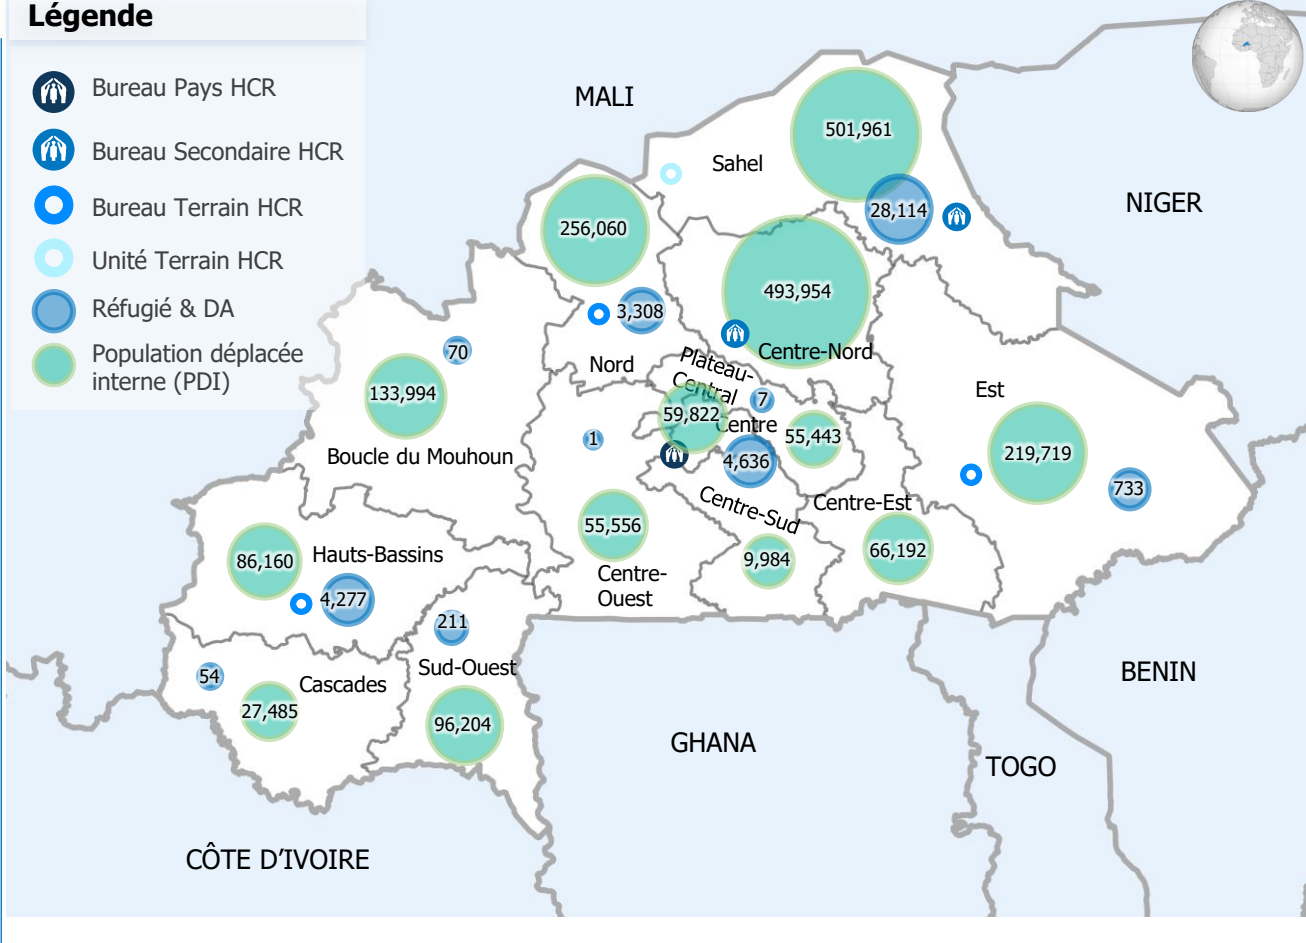 Légende
Bureau Pays HCR
Bureau Secondaire HCR
Bureau Terrain HCR
Unité Terrain HCR
Réfugié & DA
Population déplacée
interne (PDI)
MALI
NIGER
501,961
Sahel
28,114
256,060
493,954
3,308
Centre-Nord
Nord
Plateau-
Central
70
133,994
7
59,822
Centre
55,443
1
4,636
Est
219,719
733
Boucle du Mouhoun
Centre-Sud
Centre-Est
55,556
9,984
66,192
Hauts-Bassins
86,160
4,277
Centre-
Ouest
211
Sud-Ouest
54
Cascades
27,485
96,204
BENIN
GHANA
TOGO
CÔTE D’IVOIRE